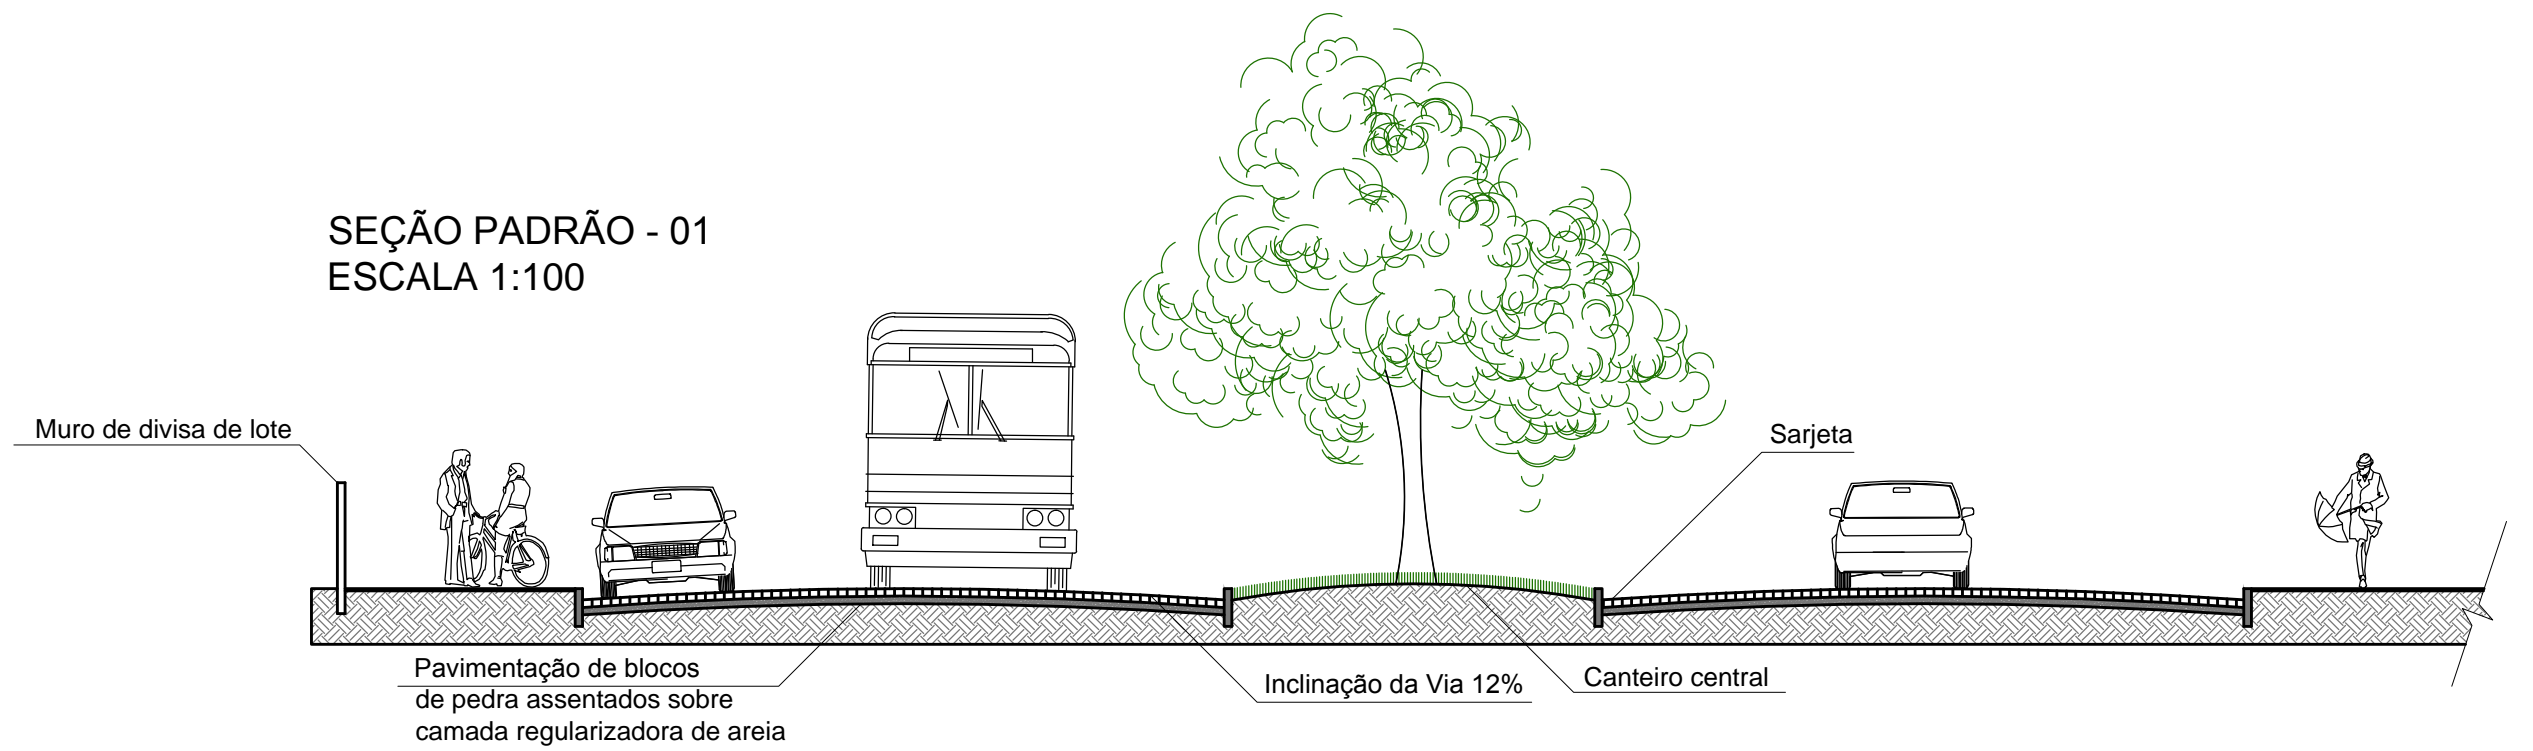 SEÇÃO PADRÃO - 01
ESCALA 1:100
Muro de divisa de lote
Sarjeta
Pavimentação de blocos
de pedra assentados sobre
camada regularizadora de areia
Inclinação da Via 12%
Canteiro central